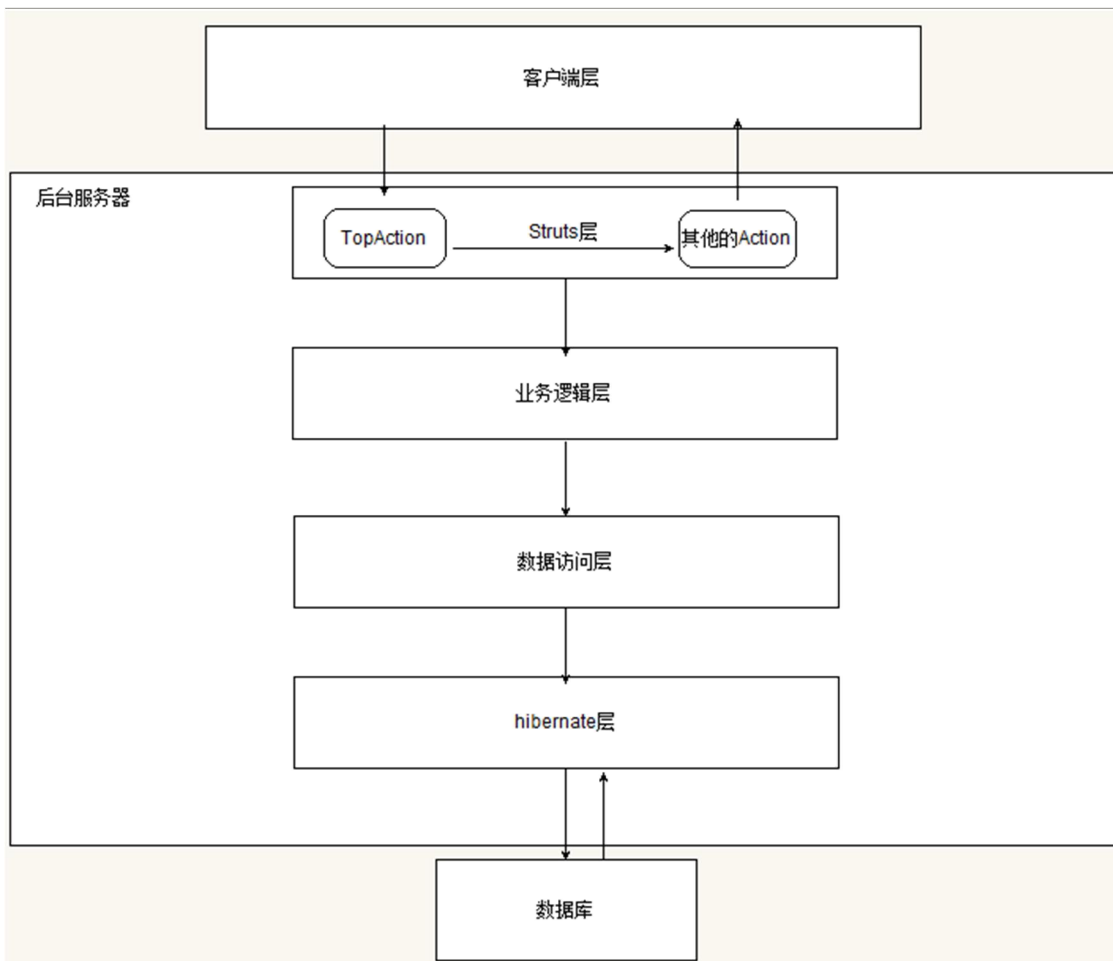 客户端层
后台服务器
Struts层
TopAction
其他的Action
业务逻辑层
数据访问层
hibernate层
数据库